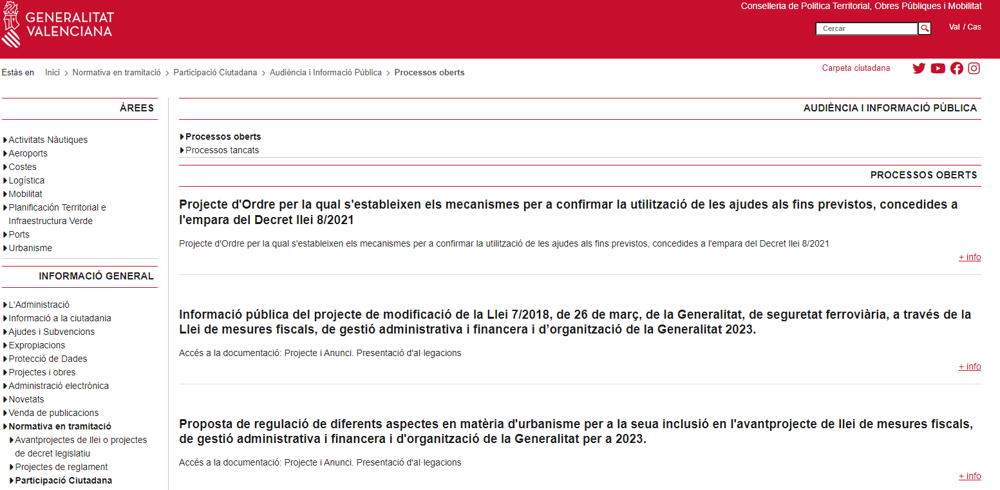 GENERALITAT
VALENCIANA
Conselleria de Política Territorial, Obres Públiques i Mobilitat
Cercar
Val / Cas
Estàs en Inici > Normativa en tramitació > Participació Ciutadana > Audiència i Informació Pública > Processos oberts
Carpeta ciutadana
ÀREES
Activitats Nàutiques
Aeroports
Costes
Logística
Mobilitat
Planificación Territorial e
Infraestructura Verde
Ports
Urbanisme
INFORMACIÓ GENERAL
L'Administració
Informació a la ciutadania
Ajudes i Subvencions
Expropiacions
Protecció de Dades
Projectes i obres
Administració electrònica
Novetats
Venda de publicacions
Normativa en tramitació
Avantprojectes de llei o projectes
de decret legislatiu
Projectes de reglament
Participació Ciutadana
AUDIÈNCIA I INFORMACIÓ PÚBLICA
Processos oberts
Processos tancats
PROCESSOS OBERTS
Projecte d'Ordre per la qual s'estableixen els mecanismes per a confirmar la utilització de les ajudes als fins previstos, concedides a
l'empara del Decret llei 8/2021
Projecte d'Ordre per la qual s'estableixen els mecanismes per a confirmar la utilització de les ajudes als fins previstos, concedides a l'empara del Decret llei 8/2021
+ info
Informació pública del projecte de modificació de la Llei 7/2018, de 26 de març, de la Generalitat, de seguretat ferroviària, a través de la
Llei de mesures fiscals, de gestió administrativa i financera i d’organització de la Generalitat 2023.
Accés a la documentació: Projecte i Anunci. Presentació d'al·legacions
+ info
Proposta de regulació de diferents aspectes en matèria d'urbanisme per a la seua inclusió en l'avantprojecte de llei de mesures fiscals,
de gestió administrativa i financera i d'organització de la Generalitat per a 2023.
Accés a la documentació: Projecte i Anunci. Presentació d'al·legacions
+ info